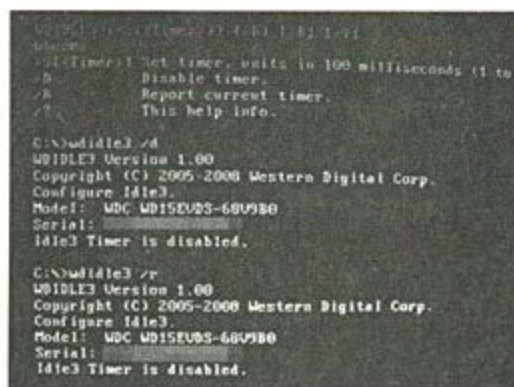 /S[(Timer)] Set timer, units in 100 milliseconds (1 to
/D Disable timer.
/R Report current timer.
/? This help info.
C:\>wdidle3 /d
WDIDLE3 Version 1.00
Copyright (C) 2005-2008 Western Digital Corp.
Configure Idle3.
Model: WDC WD15EVDS-68V9B0
Serial:
Idle3 Timer is disabled.
C:\>wdidle3 /r
WDIDLE3 Version 1.00
Copyright (C) 2005-2008 Western Digital Corp.
Configure Idle3.
Model: WDC WD15EVDS-68V9B0
Serial:
Idle3 Timer is disabled.